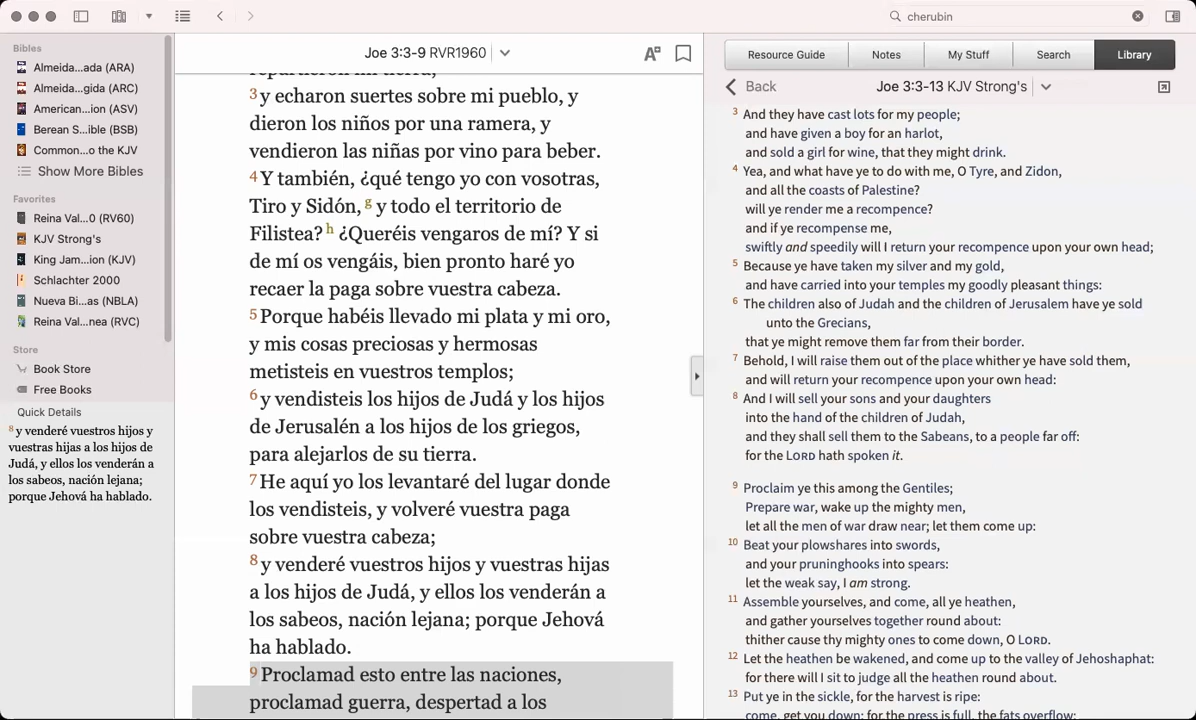 cherubin
Bibles
Almeida...ada (ARA)
Almeida...gida (ARC)
American...ion (ASV)
Berean S...ible (BSB)
Common...o the KJV
Show More Bibles
Favorites
Reina Val...0 (RV60)
KJV Strong's
King Jam...ion (KJV)
Schlachter 2000
Nueva Bi...as (NBLA)
Reina Val...nea (RVC)
Store
Book Store
Free Books
Quick Details
8 y venderé vuestros hijos y
vuestras hijas a los hijos de
Judá, y ellos los venderán a
los sabeos, nación lejana;
porque Jehová ha hablado.
Joe 3:3-9 RVR1960
repartieron mi tierra;
3 y echaron suertes sobre mi pueblo, y
dieron los niños por una ramera, y
vendieron las niñas por vino para beber.
4 Y también, ¿qué tengo yo con vosotras,
Tiro y Sidón, g y todo el territorio de
Filistea? h ¿Queréis vengaros de mí? Y si
de mí os vengáis, bien pronto haré yo
recaer la paga sobre vuestra cabeza.
5 Porque habéis llevado mi plata y mi oro,
y mis cosas preciosas y hermosas
metisteis en vuestros templos;
6 y vendisteis los hijos de Judá y los hijos
de Jerusalén a los hijos de los griegos,
para alejarlos de su tierra.
7 He aquí yo los levantaré del lugar donde
los vendisteis, y volveré vuestra paga
sobre vuestra cabeza;
8 y venderé vuestros hijos y vuestras hijas
a los hijos de Judá, y ellos los venderán a
los sabeos, nación lejana; porque Jehová
ha hablado.
9 Proclamad esto entre las naciones,
proclamad guerra, despertad a los
Resource Guide
Notes
My Stuff
Search
Library
Back
Joe 3:3-13 KJV Strong's
3 And they have cast lots for my people;
and have given a boy for an harlot,
and sold a girl for wine, that they might drink.
4 Yea, and what have ye to do with me, O Tyre, and Zidon,
and all the coasts of Palestine?
will ye render me a recompence?
and if ye recompense me,
swiftly and speedily will I return your recompence upon your own head;
5 Because ye have taken my silver and my gold,
and have carried into your temples my goodly pleasant things:
6 The children also of Judah and the children of Jerusalem have ye sold
unto the Grecians,
that ye might remove them far from their border.
7 Behold, I will raise them out of the place whither ye have sold them,
and will return your recompence upon your own head:
8 And I will sell your sons and your daughters
into the hand of the children of Judah,
and they shall sell them to the Sabeans, to a people far off:
for the LORD hath spoken it.
9 Proclaim ye this among the Gentiles;
Prepare war, wake up the mighty men,
let all the men of war draw near; let them come up:
10 Beat your plowshares into swords,
and your pruninghooks into spears:
let the weak say, I am strong.
11 Assemble yourselves, and come, all ye heathen,
and gather yourselves together round about:
thither cause thy mighty ones to come down, O LORD.
12 Let the heathen be wakened, and come up to the valley of Jehoshaphat:
for there will I sit to judge all the heathen round about.
13 Put ye in the sickle, for the harvest is ripe:
come, get you down; for the press is full, the fats overflow;